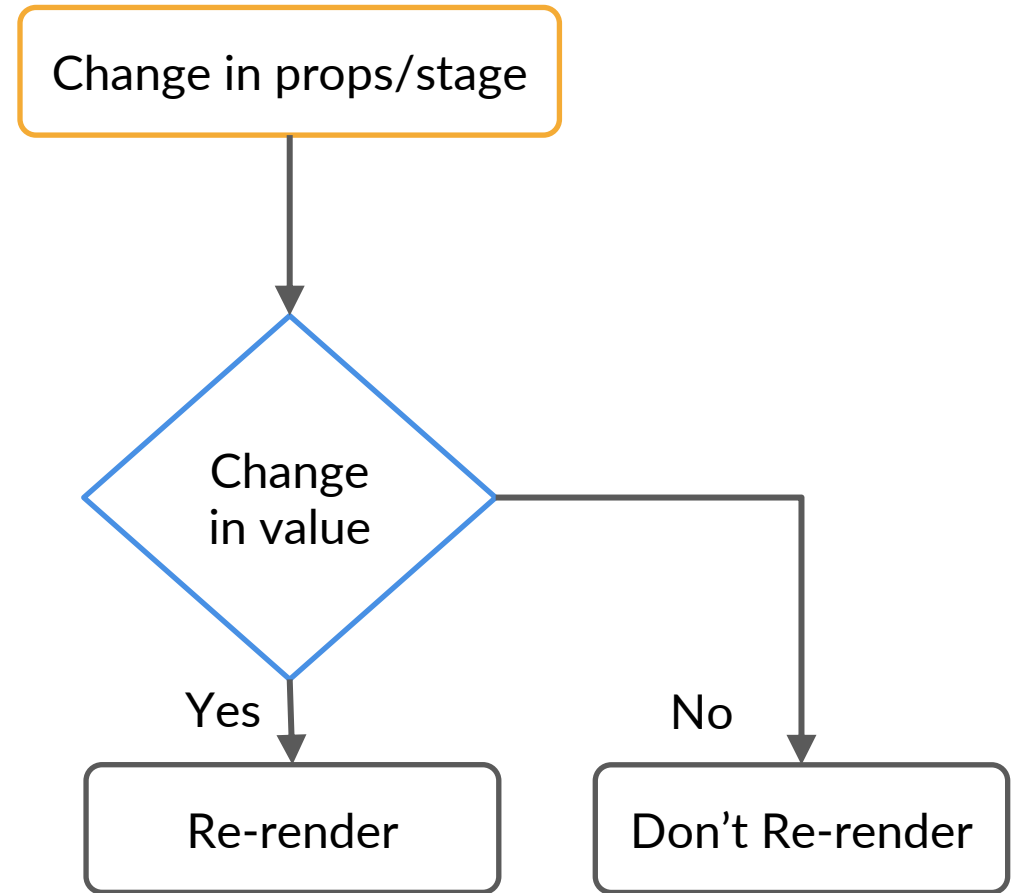 Change in props/stage
Change
in value
Yes
No
Re-render
Don’t Re-render